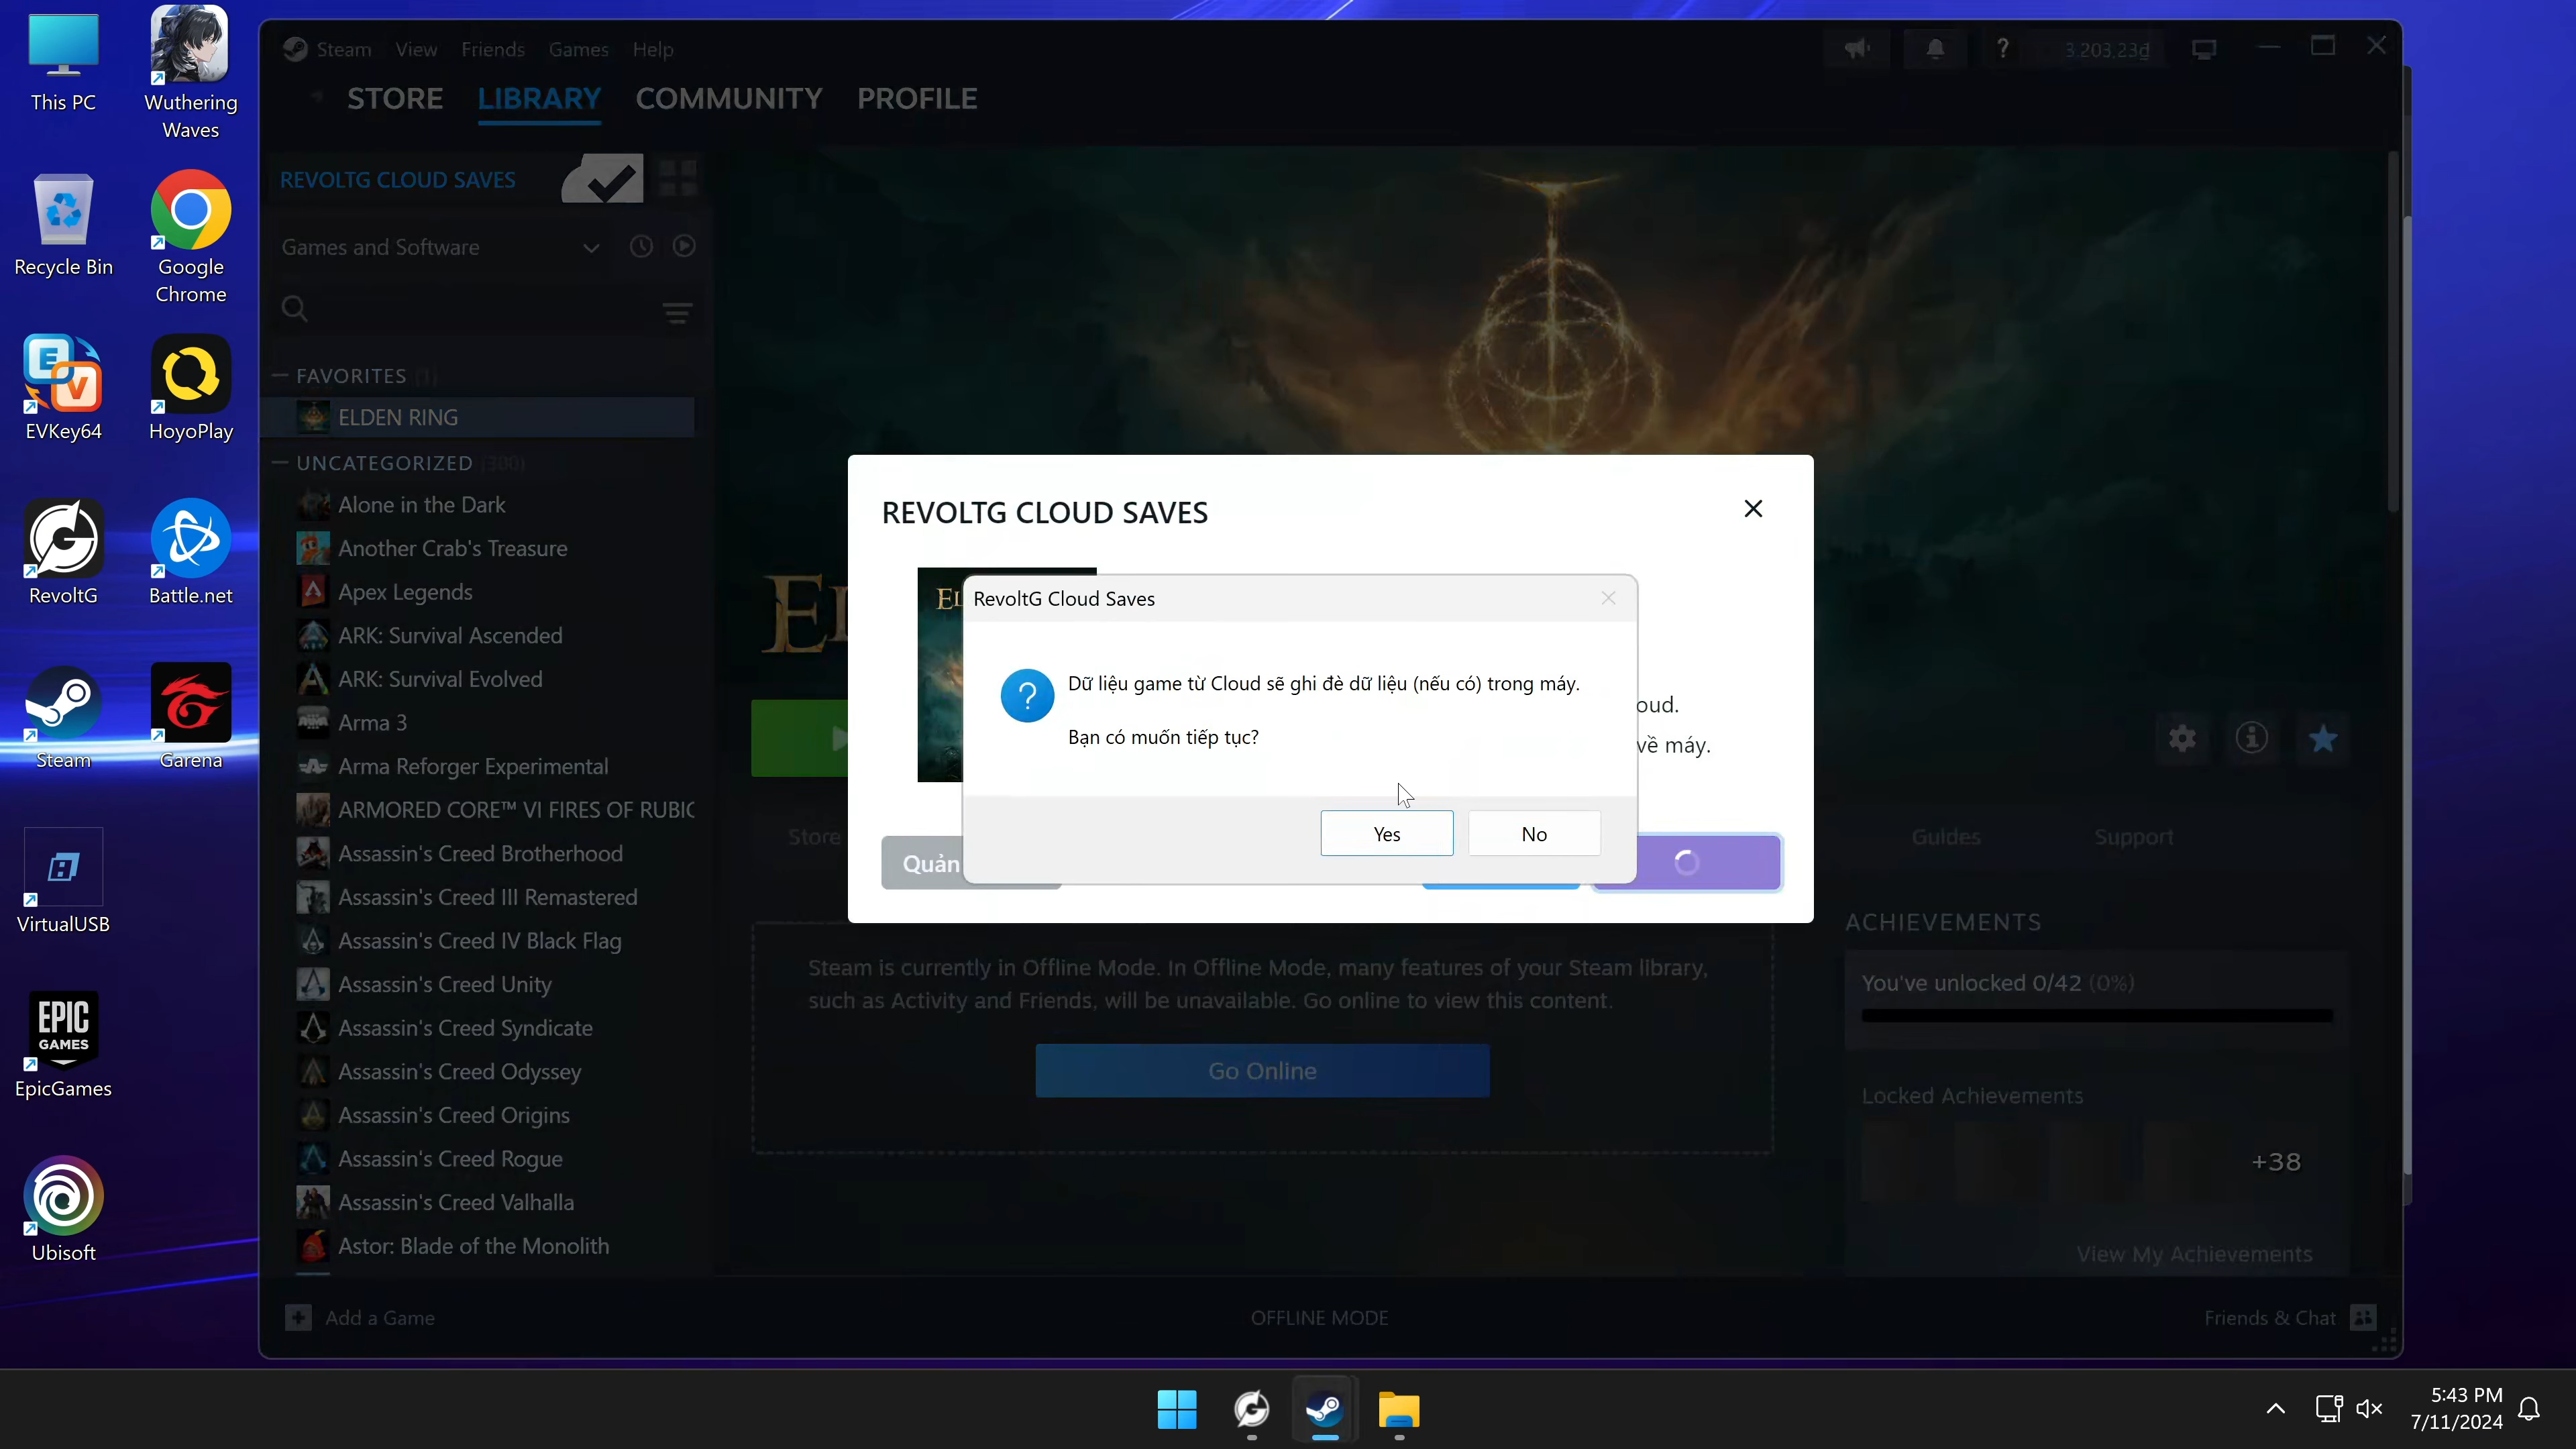 This PC
Wuthering
Waves
Recycle Bin
Google
Chrome
EVKey64
HoyoPlay
RevoltG
Battle.net
Steam
Garena
VirtualUSB
EPIC
GAMES
EpicGames
Ubisoft
Steam View Friends Games Help
3.203,23₫
STORE LIBRARY COMMUNITY PROFILE
REVOLTG CLOUD SAVES
Games and Software
FAVORITES (1)
ELDEN RING
UNCATEGORIZED (300)
Alone in the Dark
Another Crab's Treasure
Apex Legends
ARK: Survival Ascended
ARK: Survival Evolved
Arma 3
Arma Reforger Experimental
ARMORED CORE™ VI FIRES OF RUBIC
Assassin's Creed Brotherhood
Assassin's Creed III Remastered
Assassin's Creed IV Black Flag
Assassin's Creed Unity
Assassin's Creed Syndicate
Assassin's Creed Odyssey
Assassin's Creed Origins
Assassin's Creed Rogue
Assassin's Creed Valhalla
Astor: Blade of the Monolith
Add a Game
REVOLTG CLOUD SAVES
RevoltG Cloud Saves
Dữ liệu game từ Cloud sẽ ghi đè dữ liệu (nếu có) trong máy.
Bạn có muốn tiếp tục?
Yes No
oud.
về máy.
Quản
Store Guides Support
Steam is currently in Offline Mode. In Offline Mode, many features of your Steam library,
such as Activity and Friends, will be unavailable. Go online to view this content.
Go Online
ACHIEVEMENTS
You've unlocked 0/42 (0%)
Locked Achievements
+38
View My Achievements
OFFLINE MODE
Friends & Chat
5:43 PM
7/11/2024